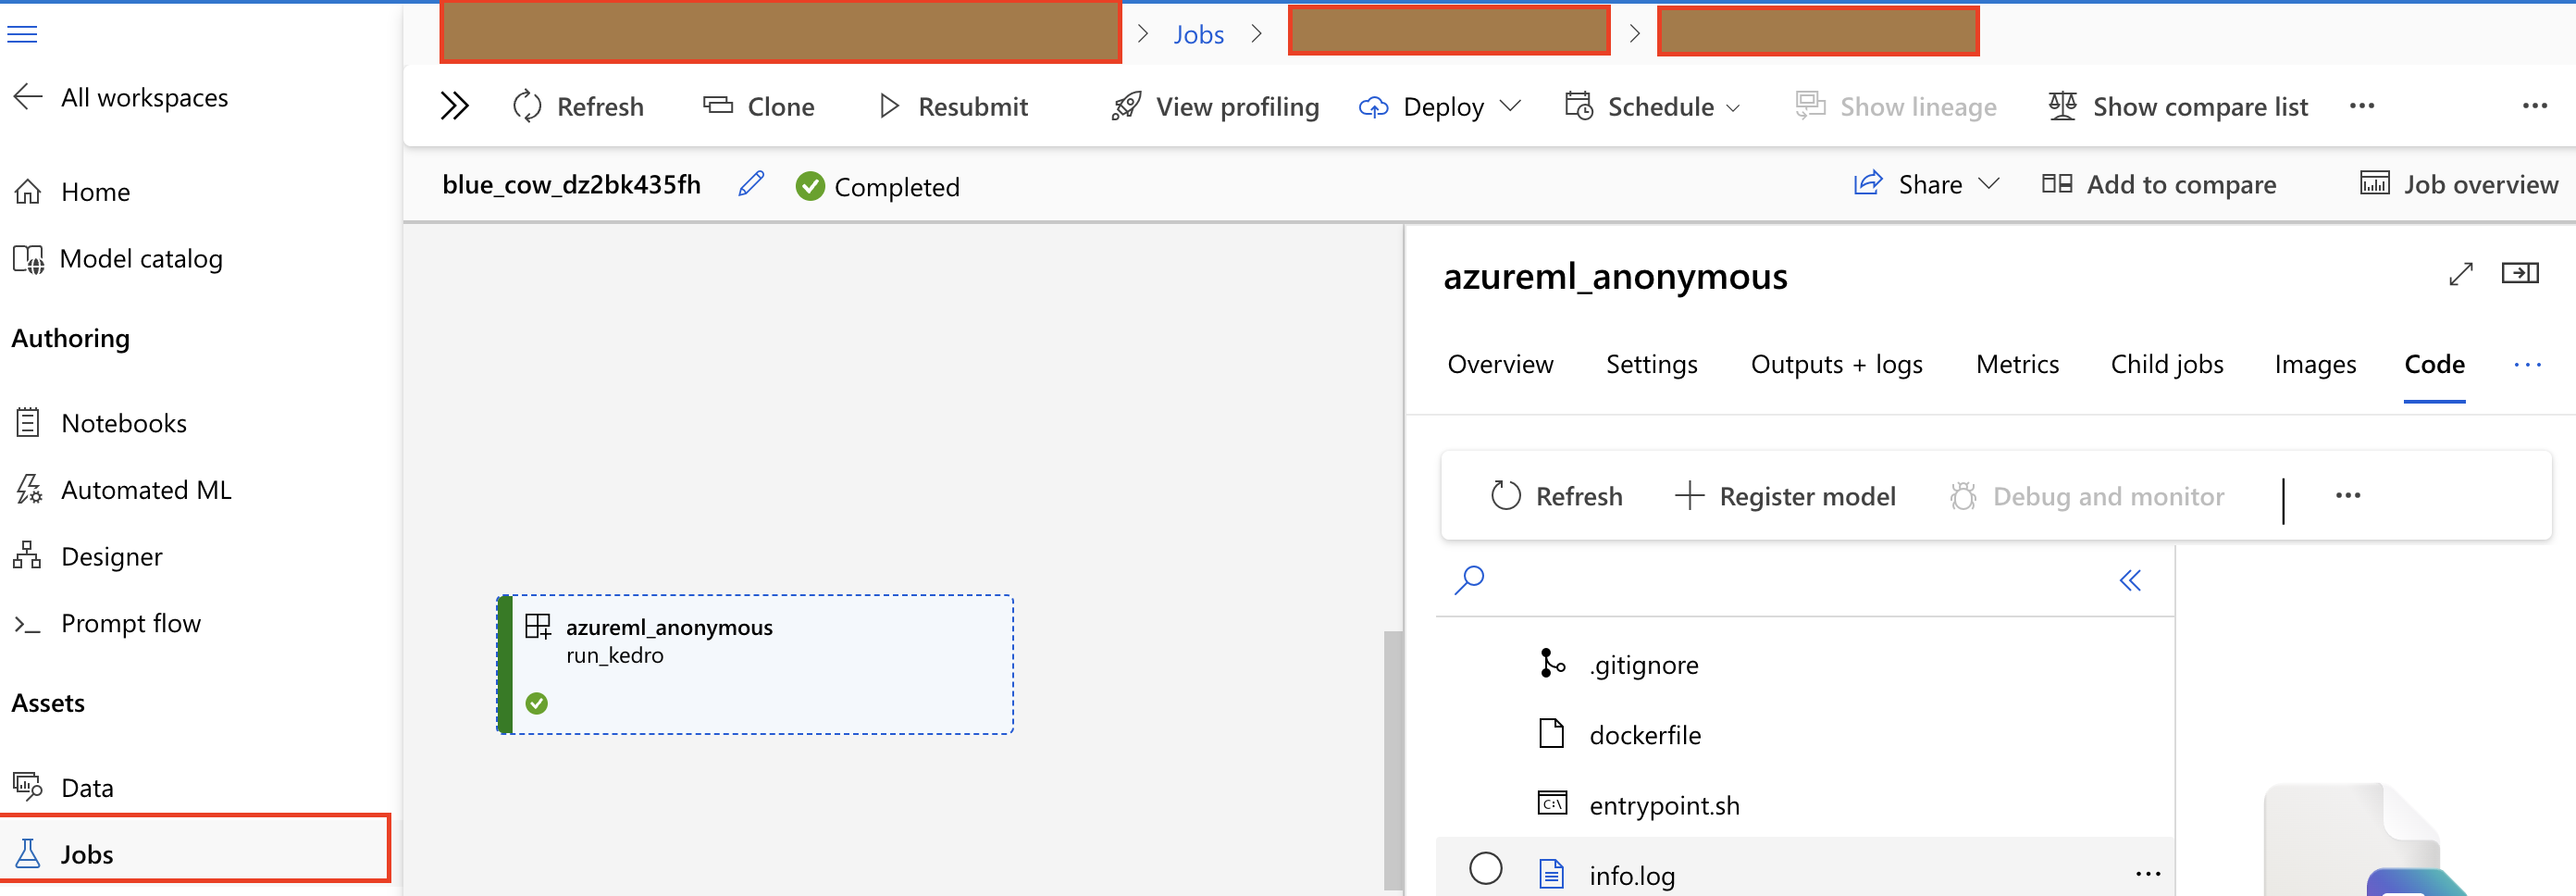 Jobs
All workspaces
Refresh
Clone
Resubmit
View profiling
Deploy
Schedule
Show lineage
Show compare list
blue_cow_dz2bk435fh
Completed
Share
Add to compare
Job overview
Home
Model catalog
Authoring
Notebooks
Automated ML
Designer
Prompt flow
Assets
Data
Jobs
azureml_anonymous
run_kedro
azureml_anonymous
Overview
Settings
Outputs + logs
Metrics
Child jobs
Images
Code
Refresh
Register model
Debug and monitor
.gitignore
dockerfile
C:\
entrypoint.sh
info.log